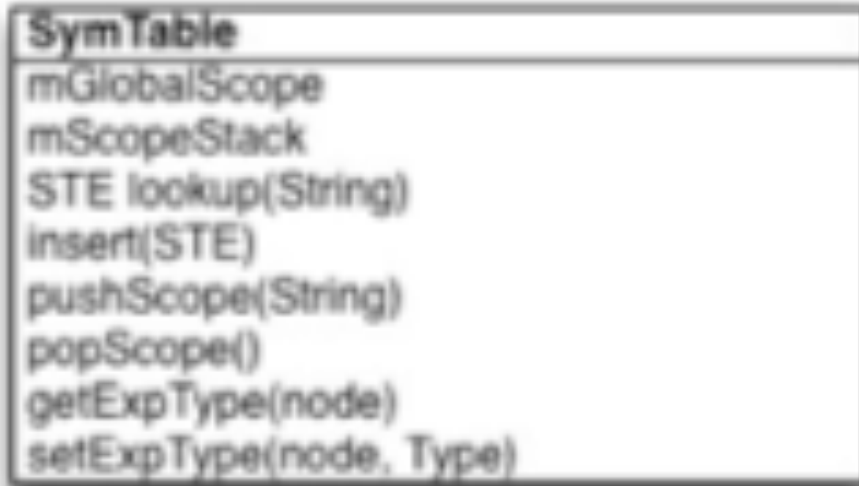 SymTable
mGlobalScope
mScopeStack
STE lookup(String)
insert(STE)
pushScope(String)
popScope()
getExpType(node)
setExpType(node, Type)